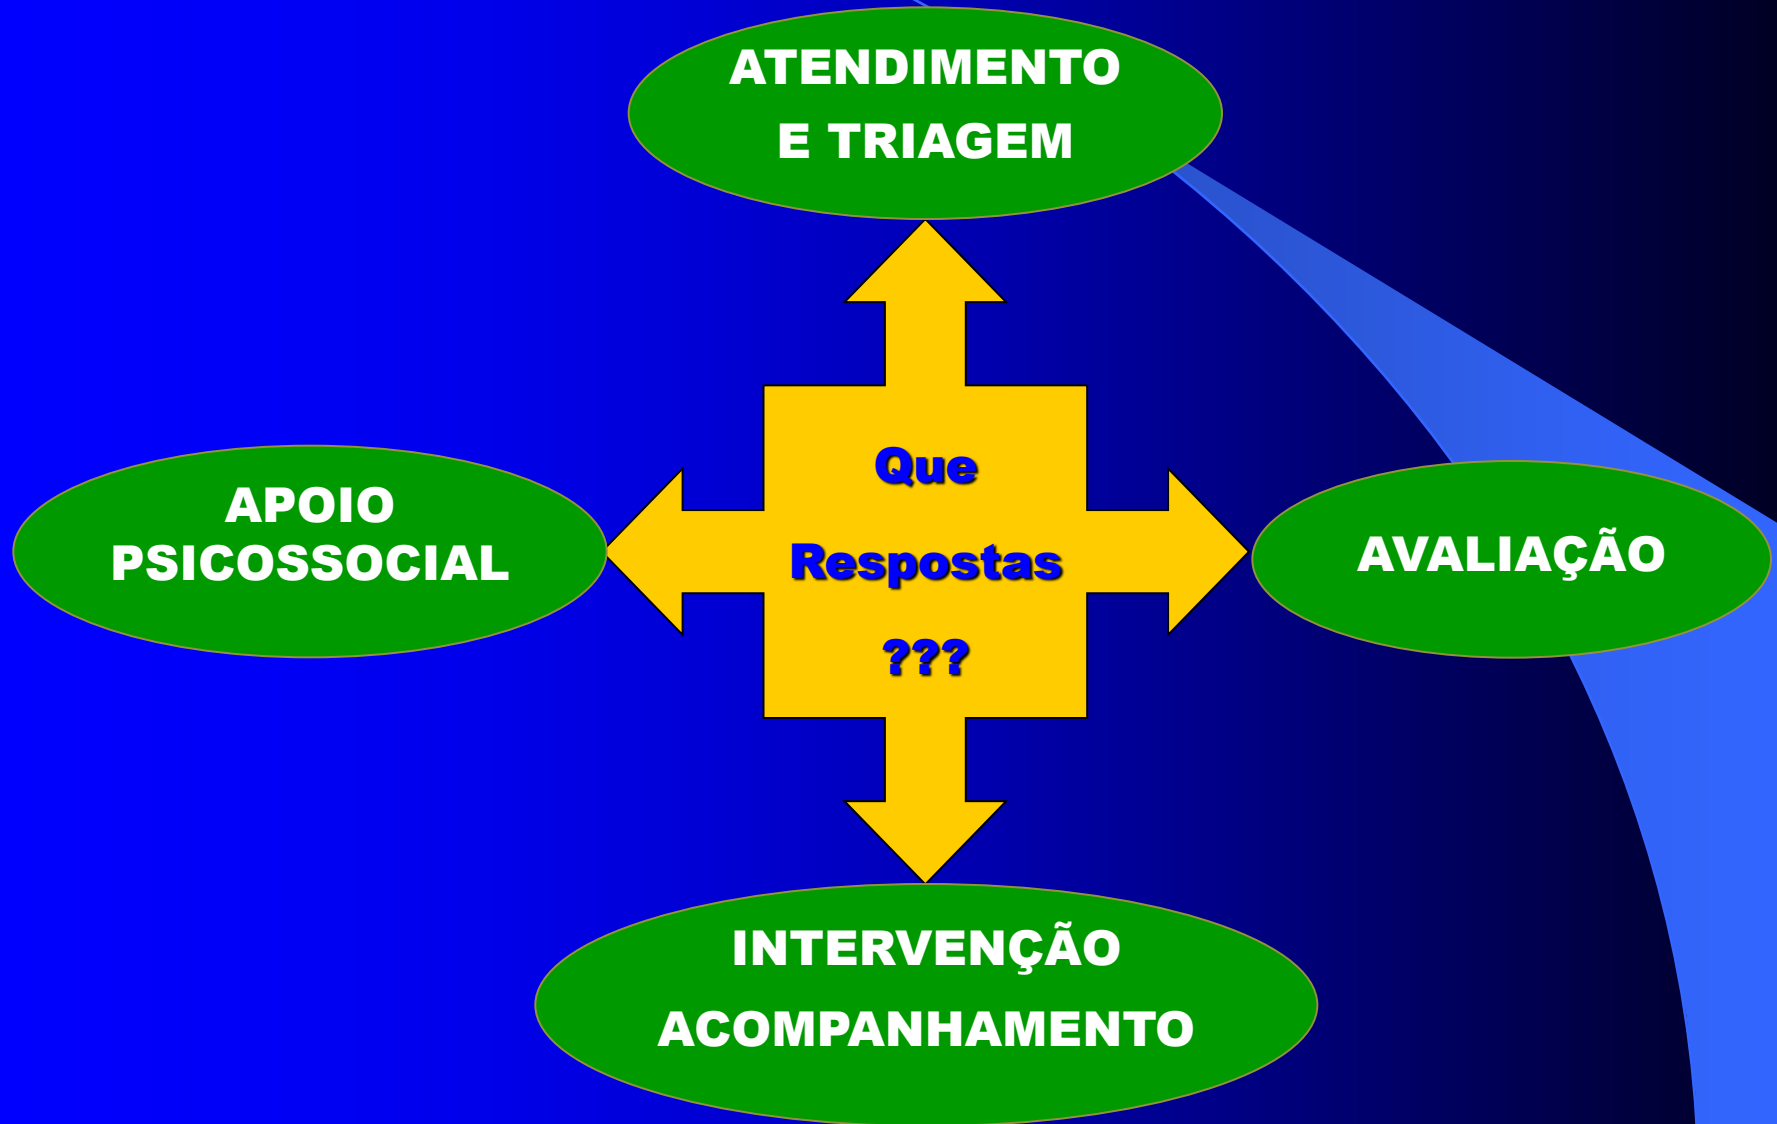 ATENDIMENTO
E TRIAGEM
APOIO
PSICOSSOCIAL
Que
Respostas
???
AVALIAÇÃO
INTERVENÇÃO
ACOMPANHAMENTO